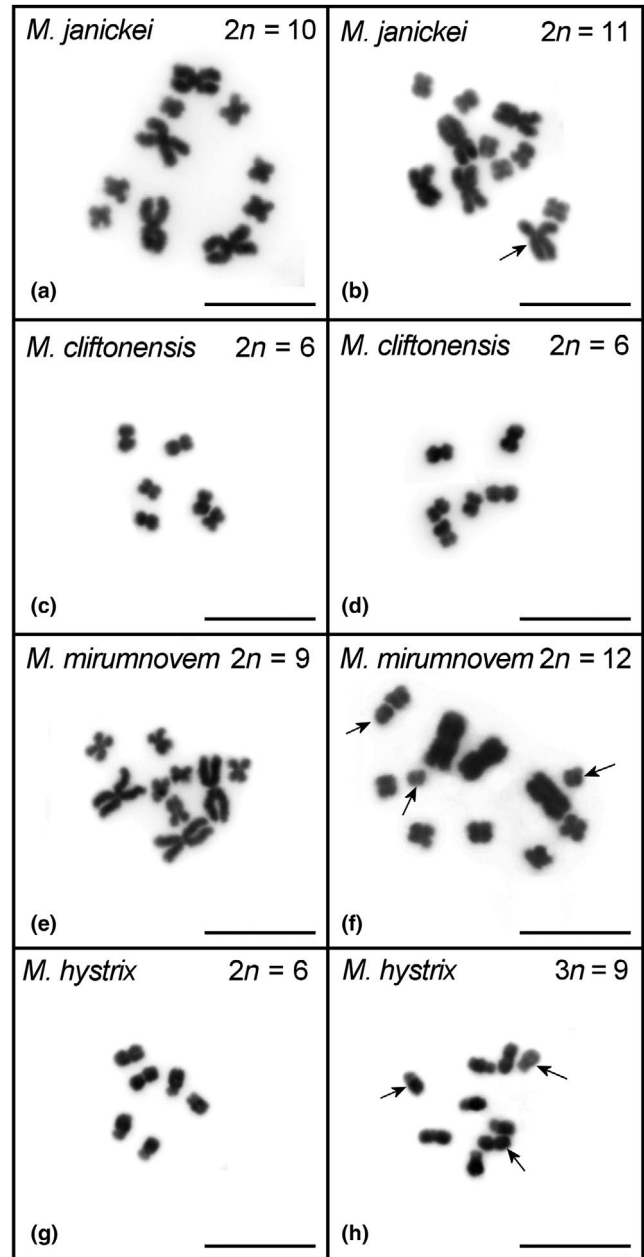 M. janickei 2n = 10
(a)
M. janickei 2n = 11
(b)
M. cliftonensis 2n = 6
(c)
M. cliftonensis 2n = 6
(d)
M. mirumnovem 2n = 9
(e)
M. mirumnovem 2n = 12
(f)
M. hystrix 2n = 6
(g)
M. hystrix 3n = 9
(h)